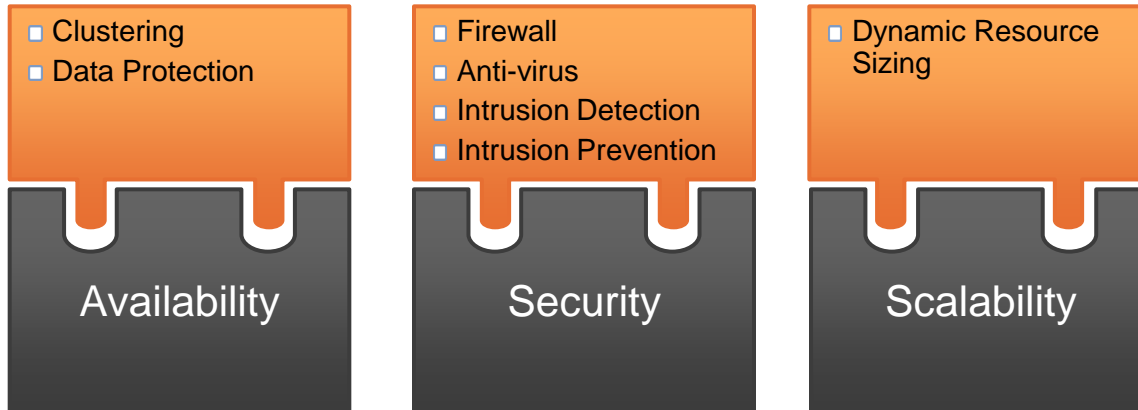 Clustering
Data Protection
Availability
Firewall
Anti-virus
Intrusion Detection
Intrusion Prevention
Security
Dynamic Resource
Sizing
Scalability